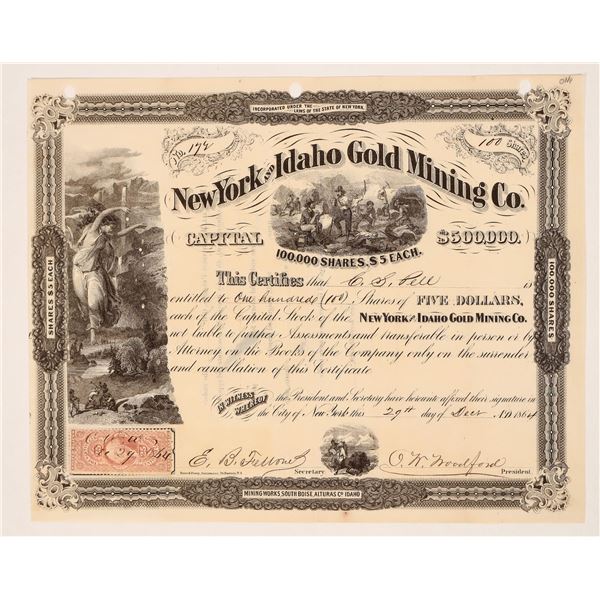 INCORPORATED UNDER THE LAWS OF THE STATE OF NEW YORK.
No. 172 100 Shares
New York AND Idaho Gold Mining Co.
CAPITAL $500,000.
100,000 SHARES, $5 EACH.
SHARES $5 EACH
100,000 SHARES
This Certifies that C. S. Pell is
entitled to One hundred (100) Shares of FIVE DOLLARS,
each of the Capital Stock of the NEW YORK AND IDAHO GOLD MINING CO.
not liable to further Assessments and transferable in person or by
Attorney on the Books of the Company only on the surrender
and cancellation of this Certificate
IN WITNESS WHEREOF the President and Secretary have hereunto affixed their signature in
the City of New York this 29th day of Decr AD 1864
E. B. Secretary O. W. Woodford President
MINING WORKS, SOUTH BOISE, ALTURAS CO. IDAHO